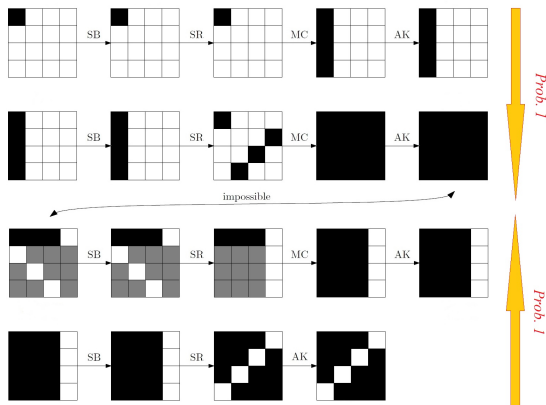 SB SR MC AK
Prob. 1
SB SR MC AK
impossible
SB SR MC AK
Prob. 1
SB SR AK